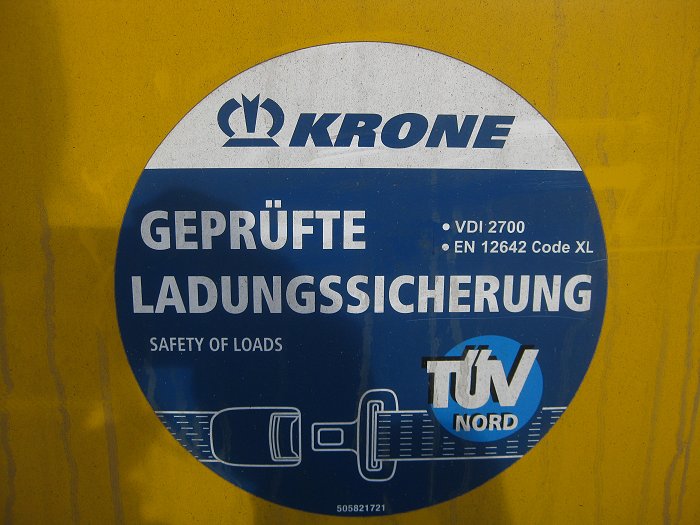 KRONE
GEPRÜFTE
• VDI 2700
• EN 12642 Code XL
LADUNGSSICHERUNG
SAFETY OF LOADS
TÜV
NORD
505821721